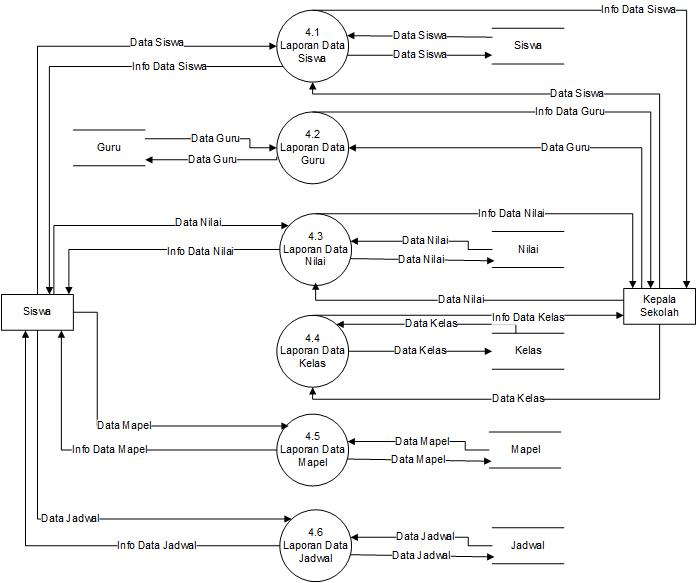 Info Data Siswa
4.1
Laporan Data
Siswa
Data Siswa
Data Siswa
Siswa
Data Siswa
Info Data Siswa
Data Siswa
Info Data Guru
4.2
Laporan Data
Guru
Guru
Data Guru
Data Guru
Data Guru
Info Data Nilai
Data Nilai
4.3
Laporan Data
Nilai
Data Nilai
Nilai
Info Data Nilai
Data Nilai
Data Nilai
Siswa
Kepala
Sekolah
Info Data Kelas
Data Kelas
4.4
Laporan Data
Kelas
Data Kelas
Kelas
Data Kelas
Data Mapel
4.5
Laporan Data
Mapel
Data Mapel
Mapel
Info Data Mapel
Data Mapel
Data Jadwal
4.6
Laporan Data
Jadwal
Data Jadwal
Jadwal
Info Data Jadwal
Data Jadwal